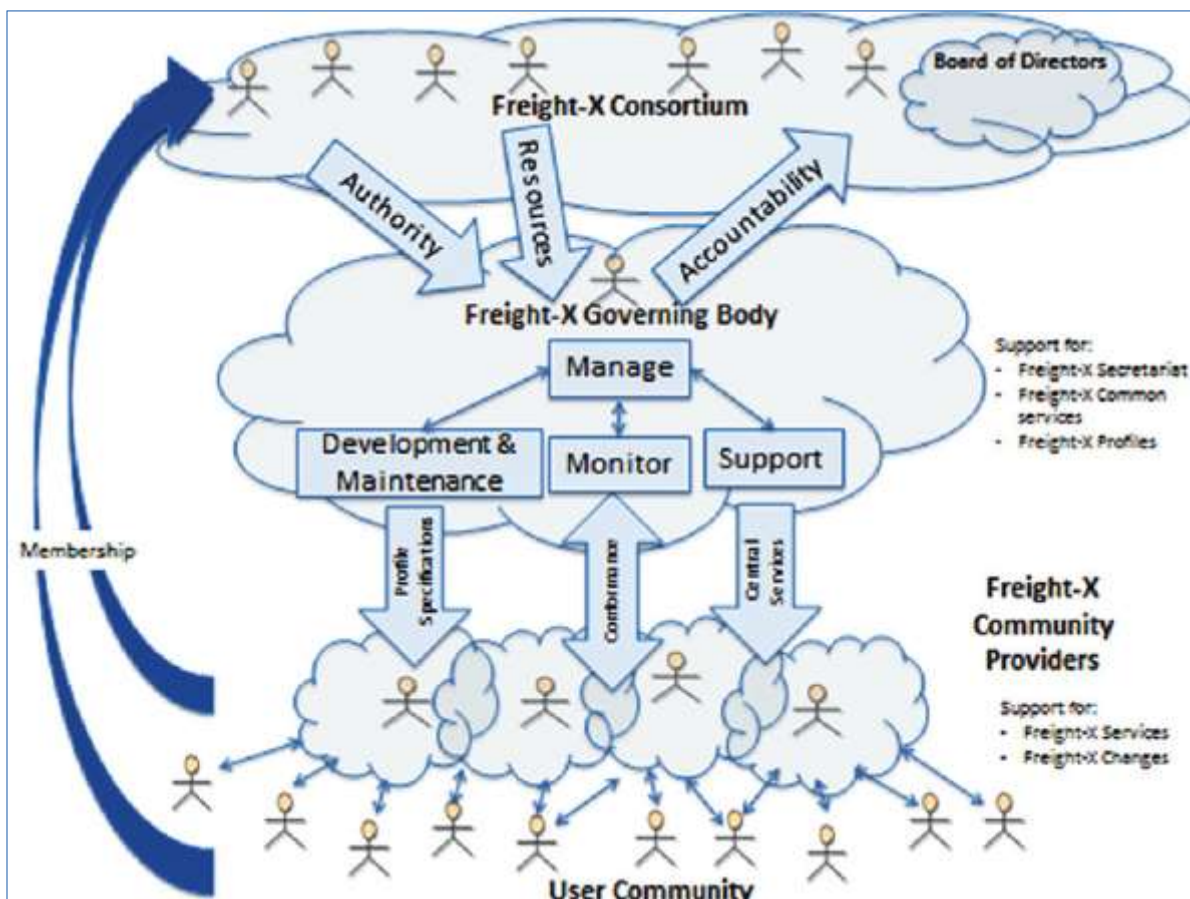 Board of Directors
Freight-X Consortium
Authority
Resources
Accountability
Freight-X Governing Body
Manage
Development &
Maintenance
Monitor
Support
Support for:
- Freight-X Secretariat
- Freight-X Common
services
- Freight-X Profiles
Membership
Profile
Specifications
Conformance
Central
Services
Freight-X
Community
Providers
Support for:
- Freight-X Services
- Freight-X Changes
User Community